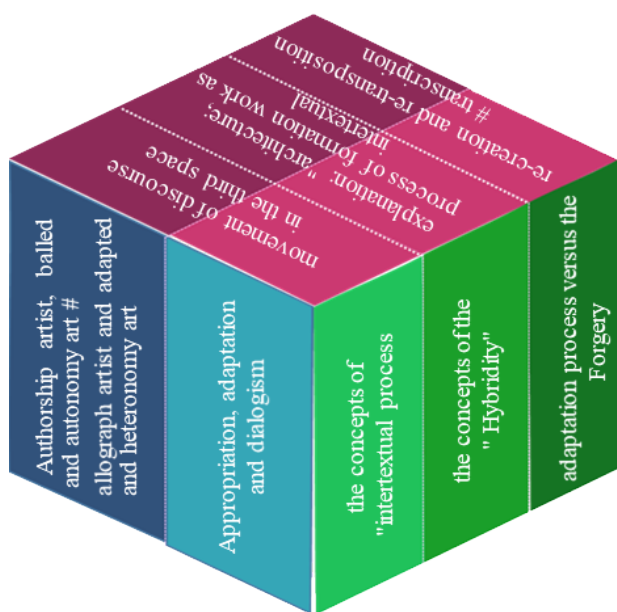 movement of discourse
in the third space
explanation: "architecture;
process of formation work as
intertextual
re-creation and re-transposition
# transcription
Authorship artist, balled
and autonomy art #
allograph artist and adapted
and heteronomy art
Appropriation, adaptation
and dialogism
the concepts of
"intertextual process
the concepts of the
" Hybridity"
adaptation process versus the
Forgery